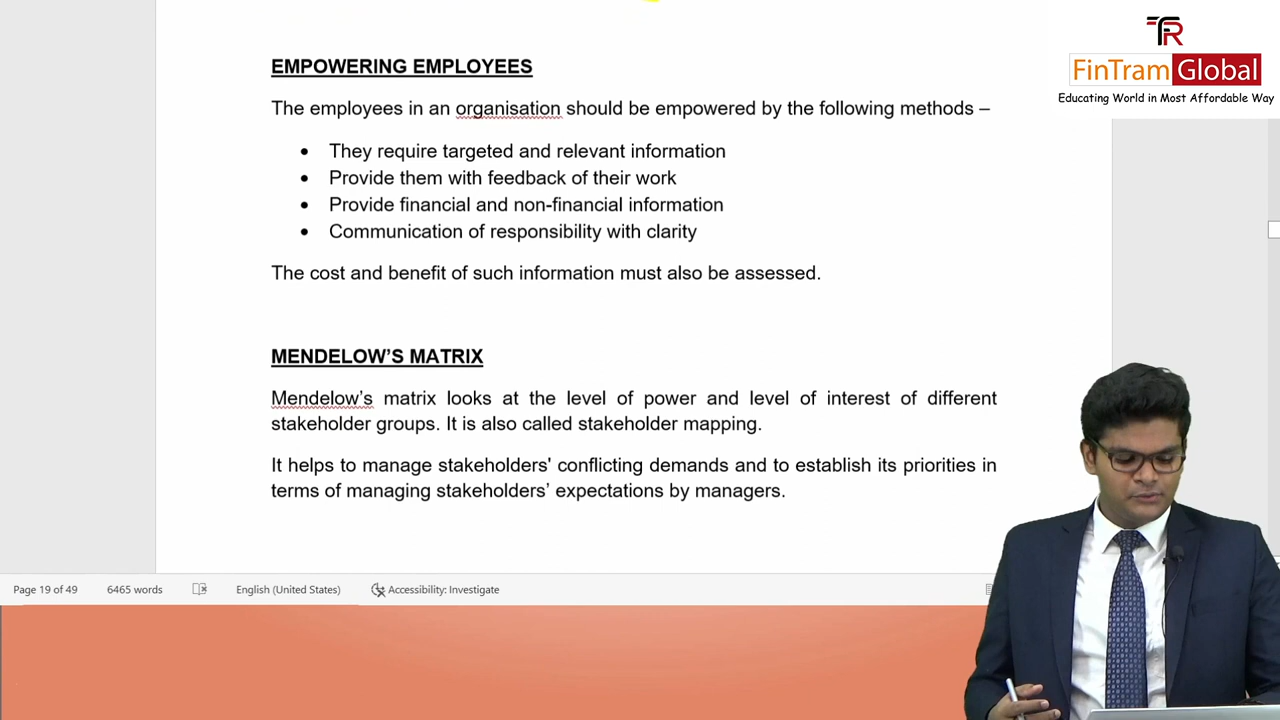 TR
FinTram Global
Educating World in Most Affordable Way
EMPOWERING EMPLOYEES
The employees in an organisation should be empowered by the following methods –
• They require targeted and relevant information
• Provide them with feedback of their work
• Provide financial and non-financial information
• Communication of responsibility with clarity
The cost and benefit of such information must also be assessed.
MENDELOW'S MATRIX
Mendelow's matrix looks at the level of power and level of interest of different
stakeholder groups. It is also called stakeholder mapping.
It helps to manage stakeholders' conflicting demands and to establish its priorities in
terms of managing stakeholders’ expectations by managers.
Page 19 of 49 6465 words English (United States) Accessibility: Investigate